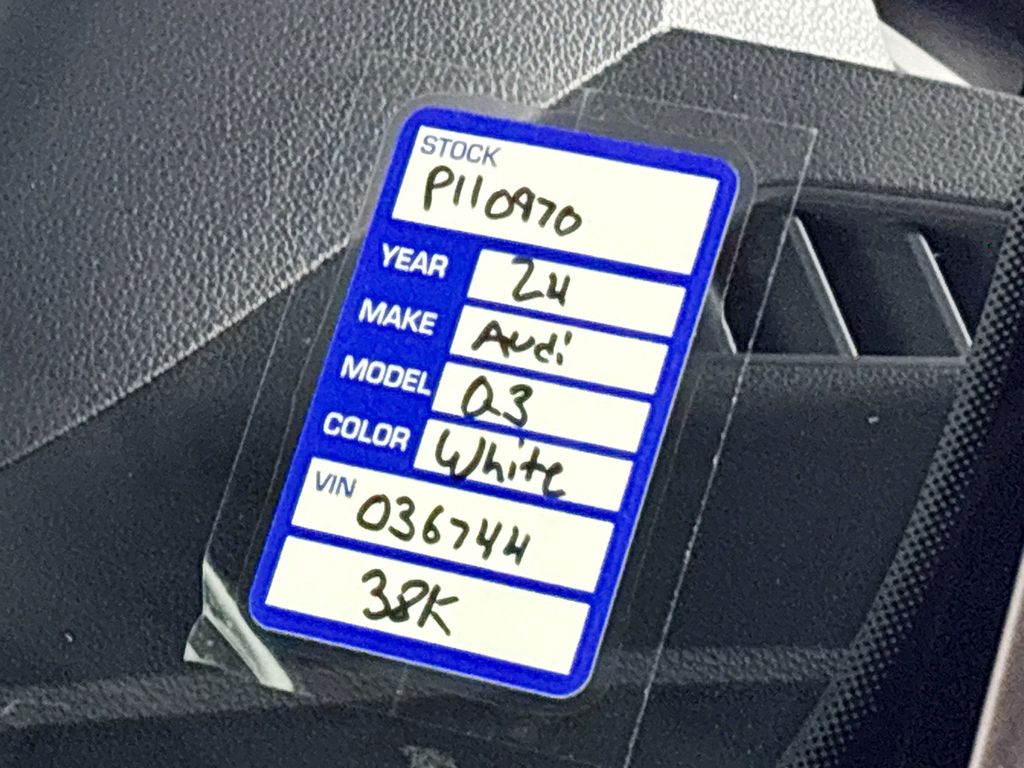 STOCK
P110970
YEAR 24
MAKE Audi
MODEL Q3
COLOR White
VIN 036744
38K